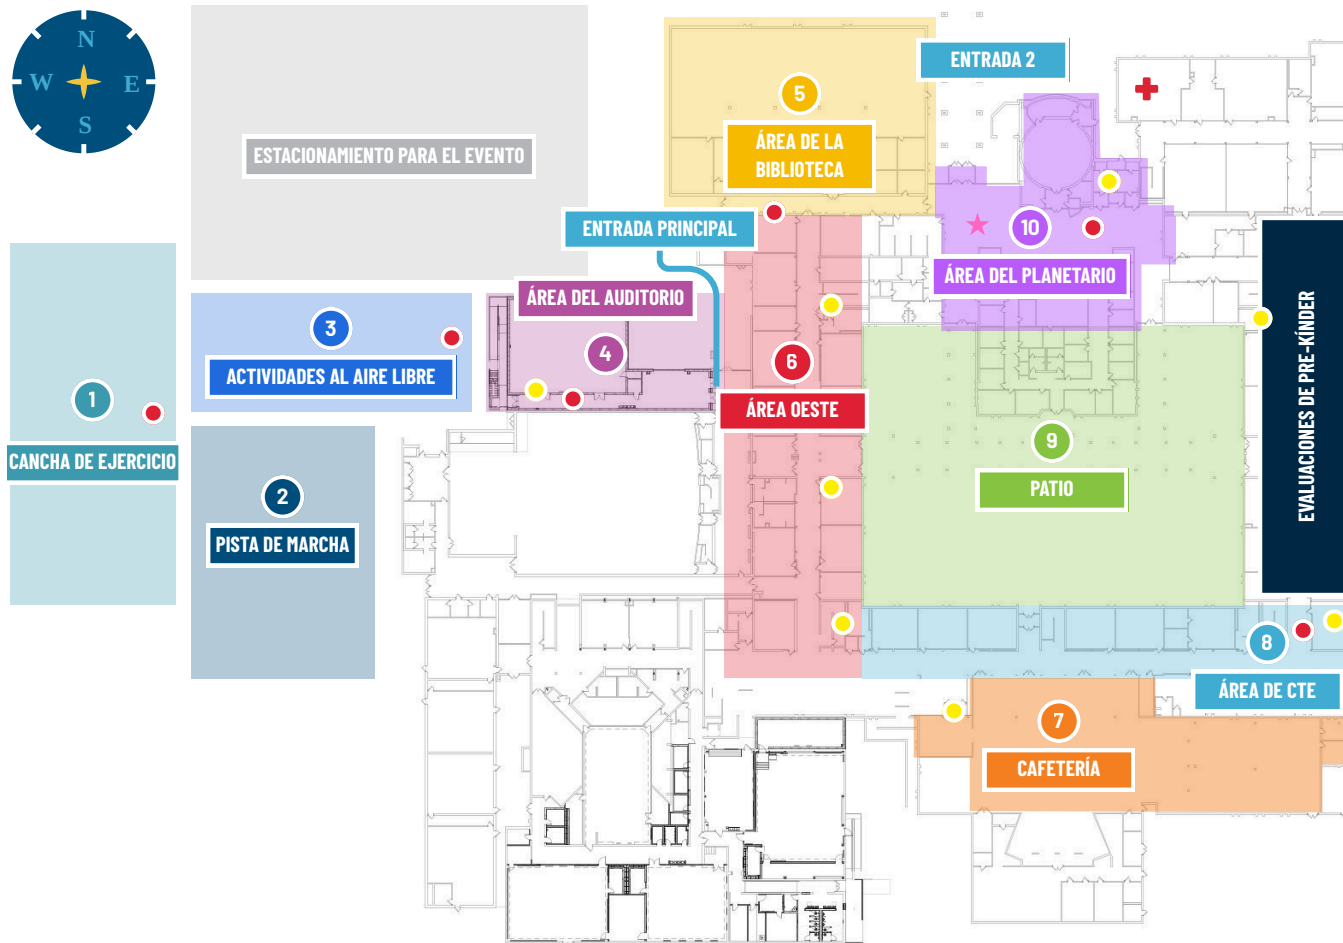 N
W E
S
ESTACIONAMIENTO PARA EL EVENTO
5
ÁREA DE LA
BIBLIOTECA
ENTRADA 2
ENTRADA PRINCIPAL
10
ÁREA DEL PLANETARIO
ÁREA DEL AUDITORIO
4
3
ACTIVIDADES AL AIRE LIBRE
6
ÁREA OESTE
1
CANCHA DE EJERCICIO
2
PISTA DE MARCHA
9
PATIO
EVALUACIONES DE PRE-KÍNDER
8
ÁREA DE CTE
7
CAFETERÍA